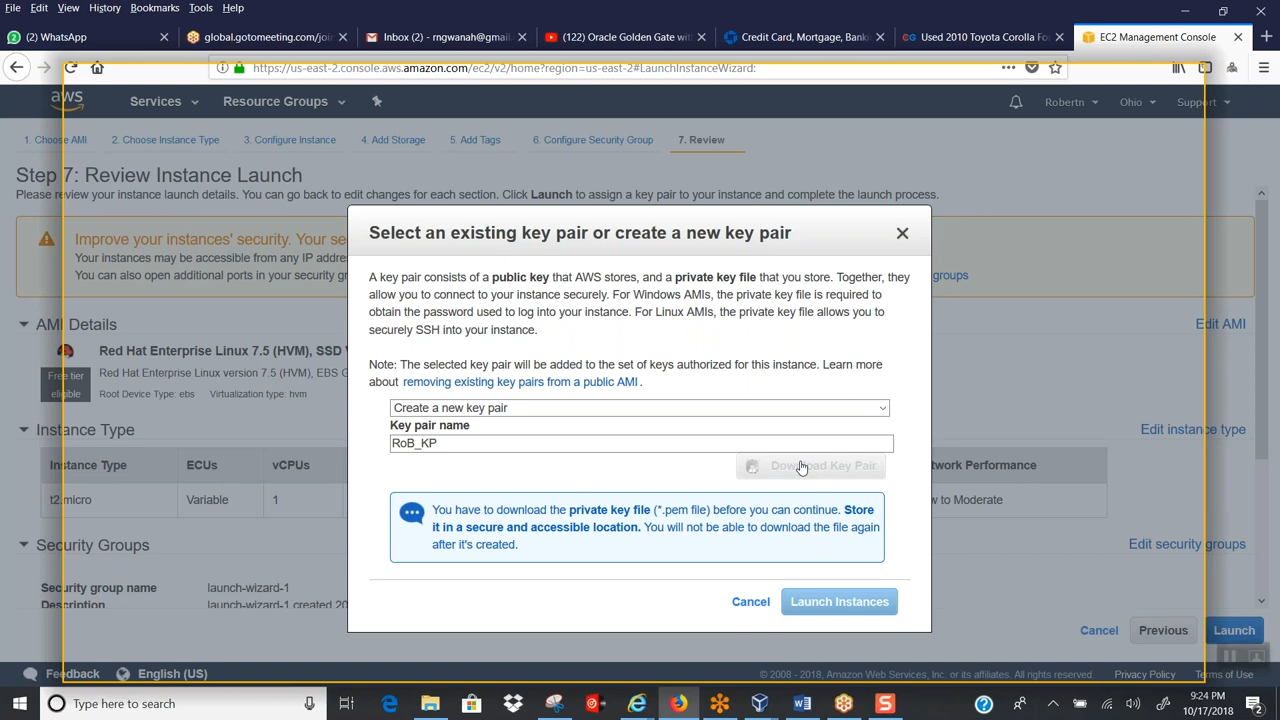 File Edit View History Bookmarks Tools Help
(2) WhatsApp
global.gotomeeting.com/join
Inbox (2) - rngwanah@gmail.
(122) Oracle Golden Gate wit
Credit Card, Mortgage, Banki
Used 2010 Toyota Corolla Fo
EC2 Management Console
https://us-east-2.console.aws.amazon.com/ec2/v2/home?region=us-east-2#LaunchInstanceWizard:
aws Services Resource Groups Robertn Ohio Support
1. Choose AMI 2. Choose Instance Type 3. Configure Instance 4. Add Storage 5. Add Tags 6. Configure Security Group 7. Review
Step 7: Review Instance Launch
Please review your instance launch details. You can go back to edit changes for each section. Click Launch to assign a key pair to your instance and complete the launch process.
Improve your instances' security. Your se
Your instances may be accessible from any IP addre
You can also open additional ports in your security gr
groups
AMI Details
Edit AMI
Red Hat Enterprise Linux 7.5 (HVM), SSD V
Red Hat Enterprise Linux version 7.5 (HVM), EBS G
Free tier
eligible
Root Device Type: ebs Virtualization type: hvm
Instance Type
Edit instance type
Instance Type ECUs vCPUs twork Performance
t2.micro Variable 1 w to Moderate
Security Groups
Edit security groups
Security group name launch-wizard-1
Description launch-wizard-1 created 20
Select an existing key pair or create a new key pair
A key pair consists of a public key that AWS stores, and a private key file that you store. Together, they
allow you to connect to your instance securely. For Windows AMIs, the private key file is required to
obtain the password used to log into your instance. For Linux AMIs, the private key file allows you to
securely SSH into your instance.
Note: The selected key pair will be added to the set of keys authorized for this instance. Learn more
about removing existing key pairs from a public AMI .
Create a new key pair
Key pair name
RoB_KP
Download Key Pair
You have to download the private key file (*.pem file) before you can continue. Store
it in a secure and accessible location. You will not be able to download the file again
after it's created.
Cancel Launch Instances
Cancel Previous Launch
Feedback English (US)
© 2008 - 2018, Amazon Web Services, Inc. or its affiliates. All rights reserved. Privacy Policy Terms of Use
Type here to search
9:24 PM
10/17/2018
2